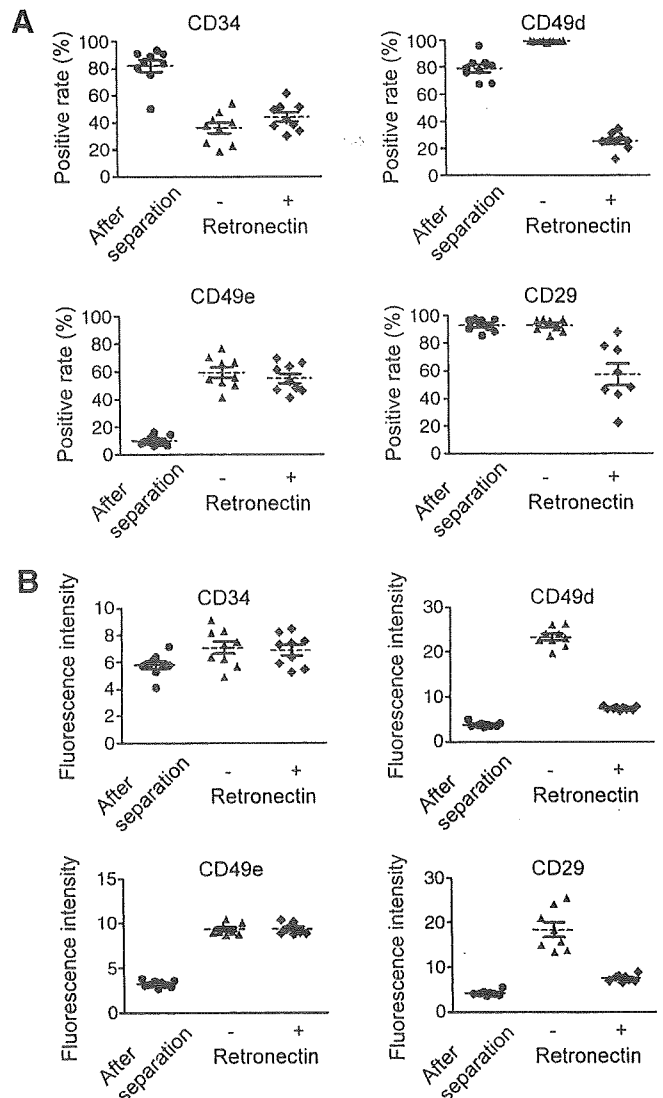 A
CD34
Positive rate (%)
100
80
60
40
20
0
After
separation
-
+
Retronectin
CD49d
Positive rate (%)
100
80
60
40
20
0
After
separation
-
+
Retronectin
CD49e
Positive rate (%)
100
80
60
40
20
0
After
separation
-
+
Retronectin
CD29
Positive rate (%)
100
80
60
40
20
0
After
separation
-
+
Retronectin
B
CD34
Fluorescence intensity
10
8
6
4
2
0
After
separation
-
+
Retronectin
CD49d
Fluorescence intensity
30
20
10
0
After
separation
-
+
Retronectin
CD49e
Fluorescence intensity
15
10
5
0
After
separation
-
+
Retronectin
CD29
Fluorescence intensity
30
20
10
0
After
separation
-
+
Retronectin